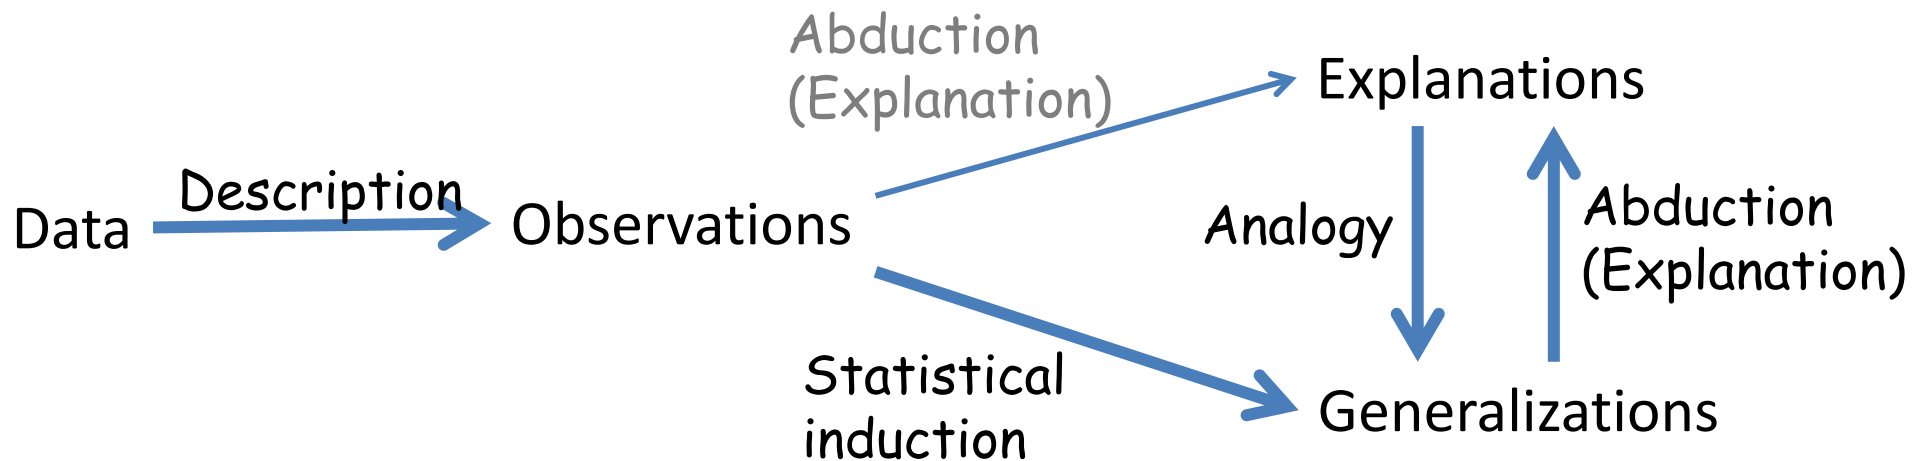 Abduction
(Explanation)
Explanations
Description
Data
Observations
Analogy
Abduction
(Explanation)
Statistical
induction
Generalizations